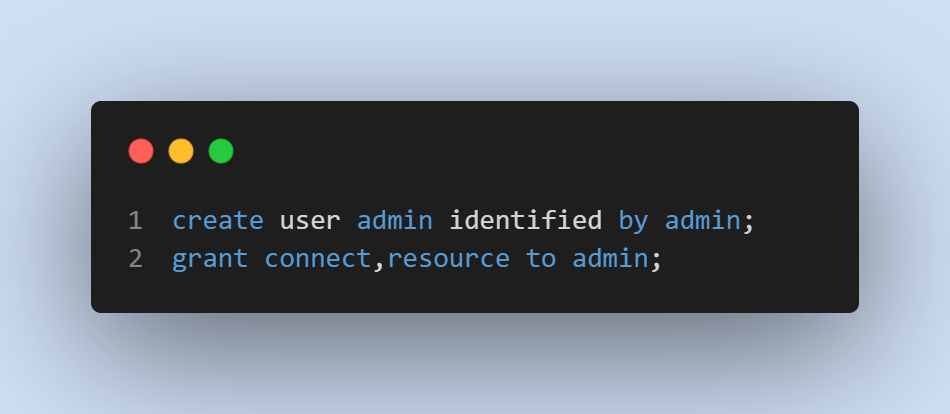 1 create user admin identified by admin;
2 grant connect,resource to admin;